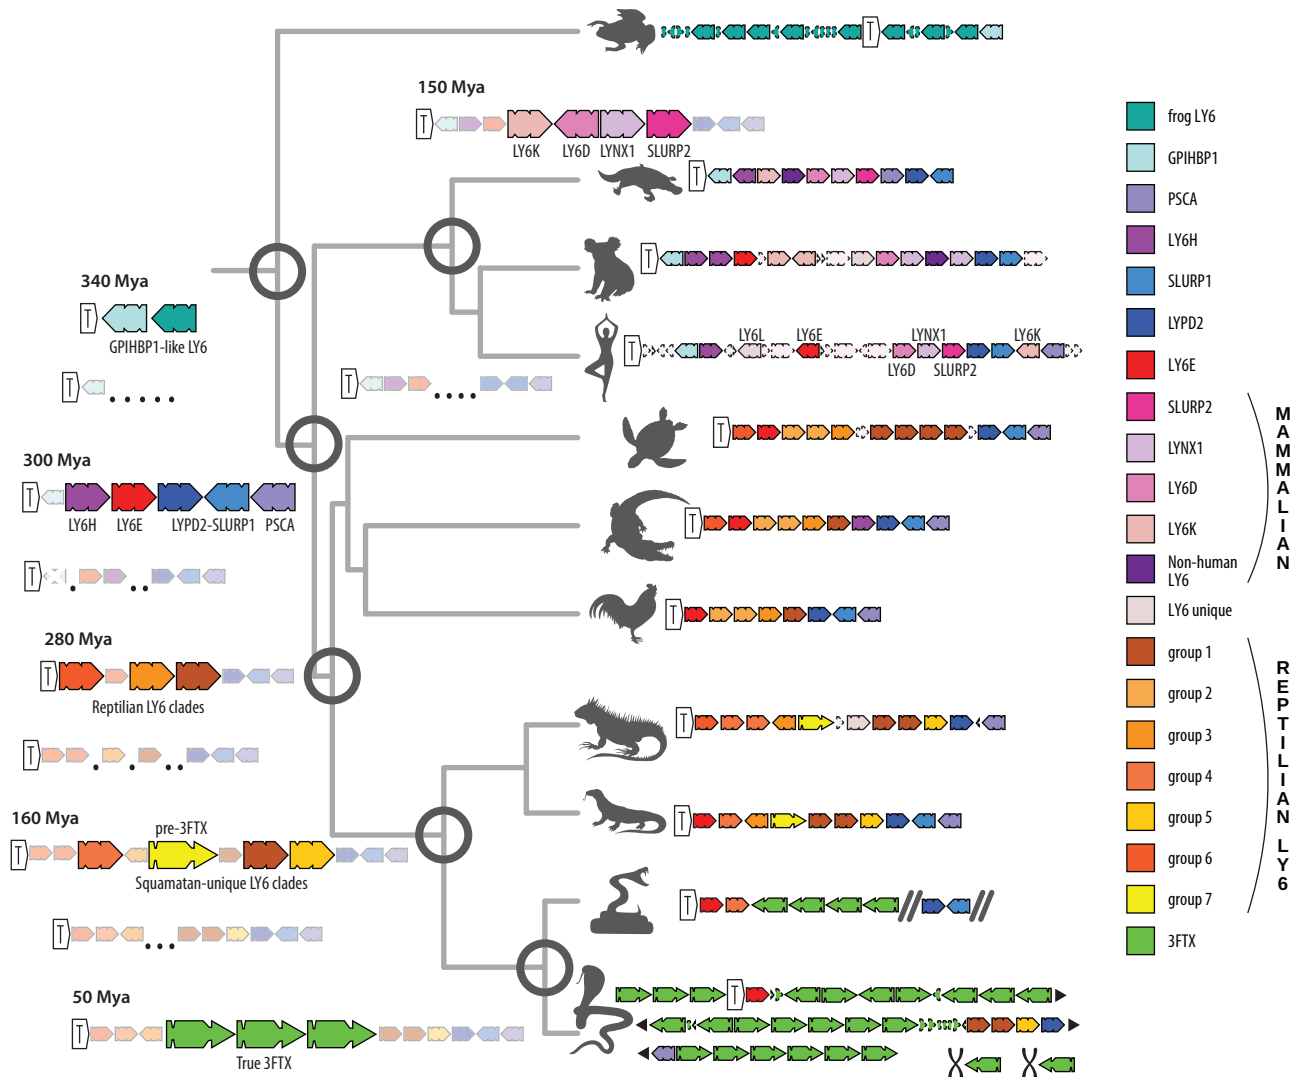 T
150 Mya
T
LY6K
LY6D
LYNX1
SLURP2
T
T
340 Mya
T
GPIHBP1-like LY6
T
T
LY6L
LY6E
LYNX1
LY6K
LY6D
SLURP2
T
T
300 Mya
T
LY6H
LY6E
LYPD2-SLURP1
PSCA
T
T
T
280 Mya
T
Reptilian LY6 clades
T
T
160 Mya
T
pre-3FTX
Squamatan-unique LY6 clades
T
T
T
50 Mya
T
True 3FTX
T
frog LY6
GPIHBP1
PSCA
LY6H
SLURP1
LYPD2
LY6E
SLURP2
LYNX1
LY6D
LY6K
Non-human
LY6
LY6 unique
group 1
group 2
group 3
group 4
group 5
group 6
group 7
3FTX
MAMMALIAN
REPTILIAN LY6